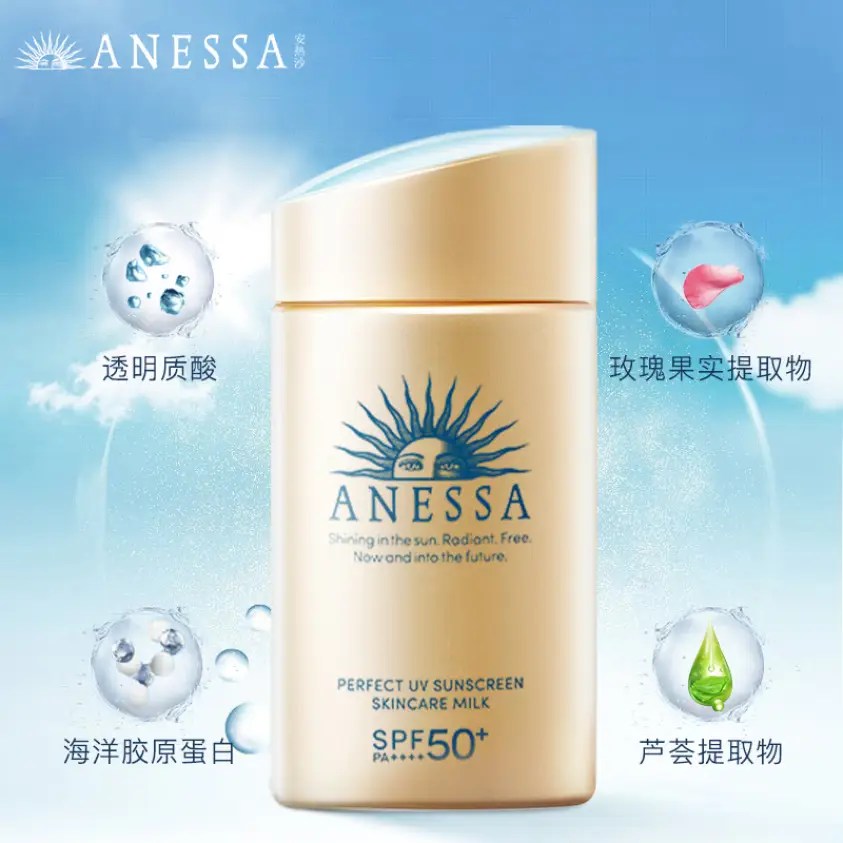 ANESSA
安热沙
透明质酸
玫瑰果实提取物
ANESSA
Shining in the sun. Radiant. Free.
Now and into the future.
PERFECT UV SUNSCREEN
SKINCARE MILK
SPF50+
PA++++
海洋胶原蛋白
芦荟提取物